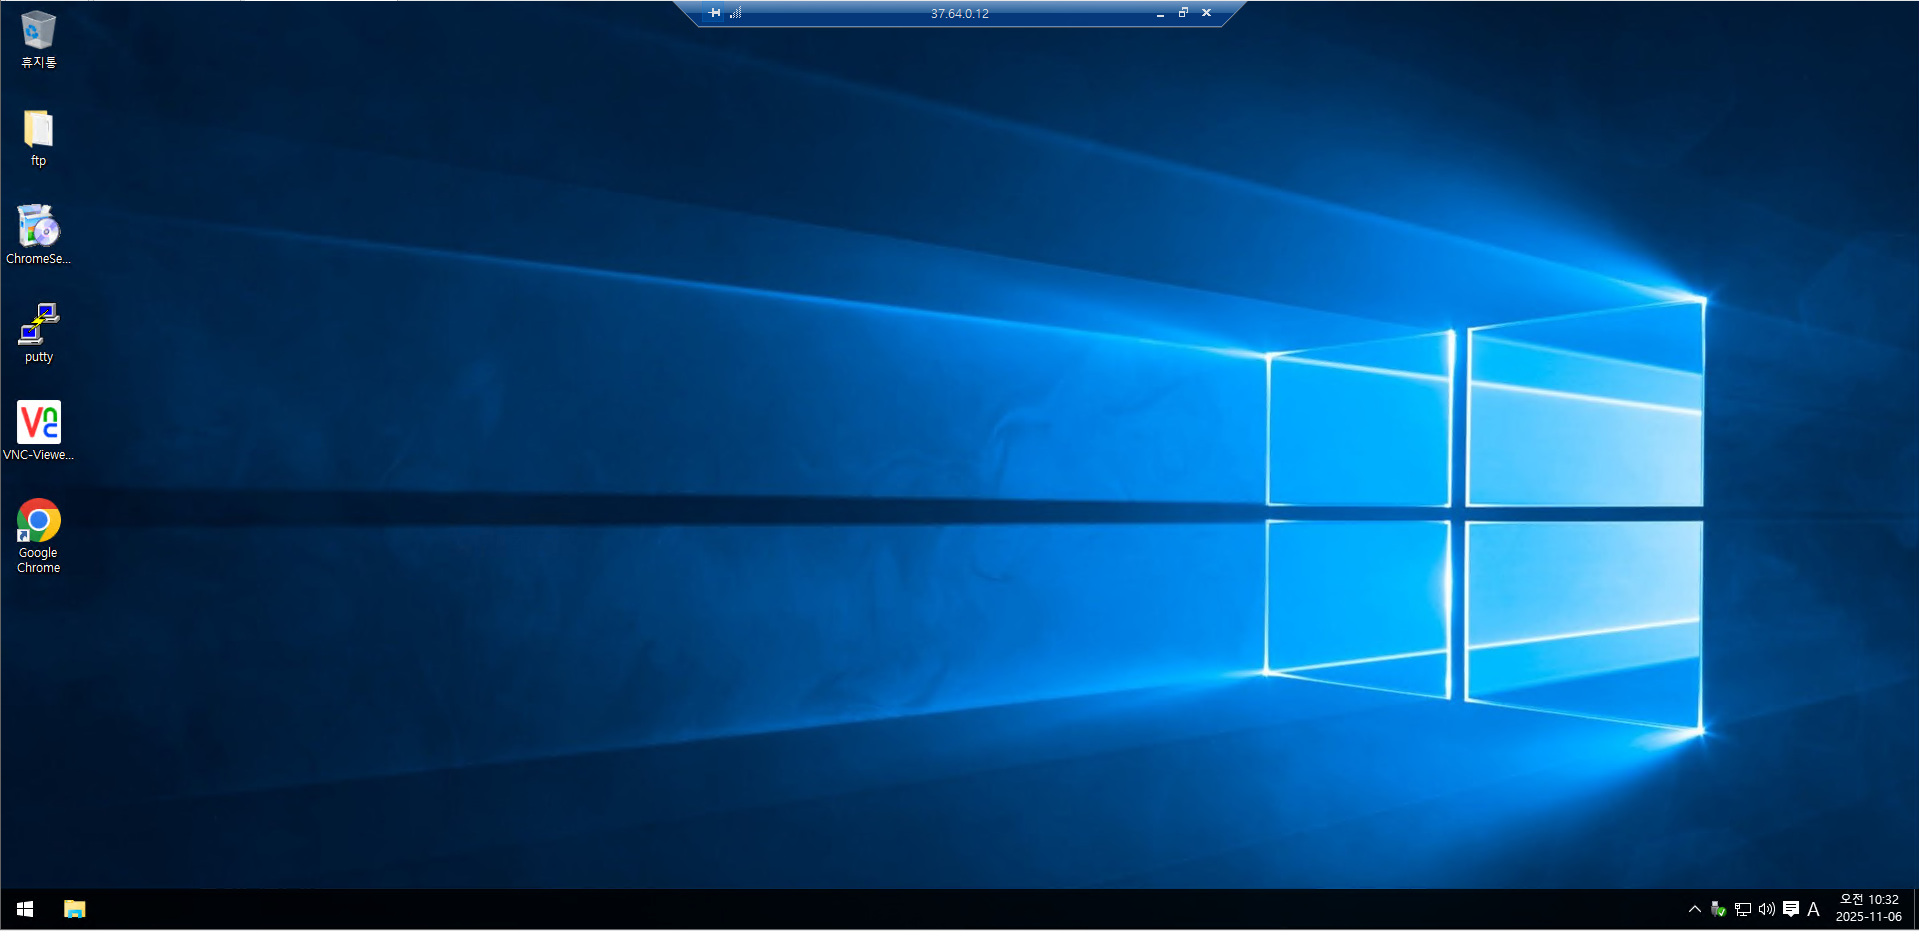 37.64.0.12
휴지통
ftp
ChromeSe...
putty
VNC-Viewe...
Google
Chrome
A
오전 10:32
2025-11-06